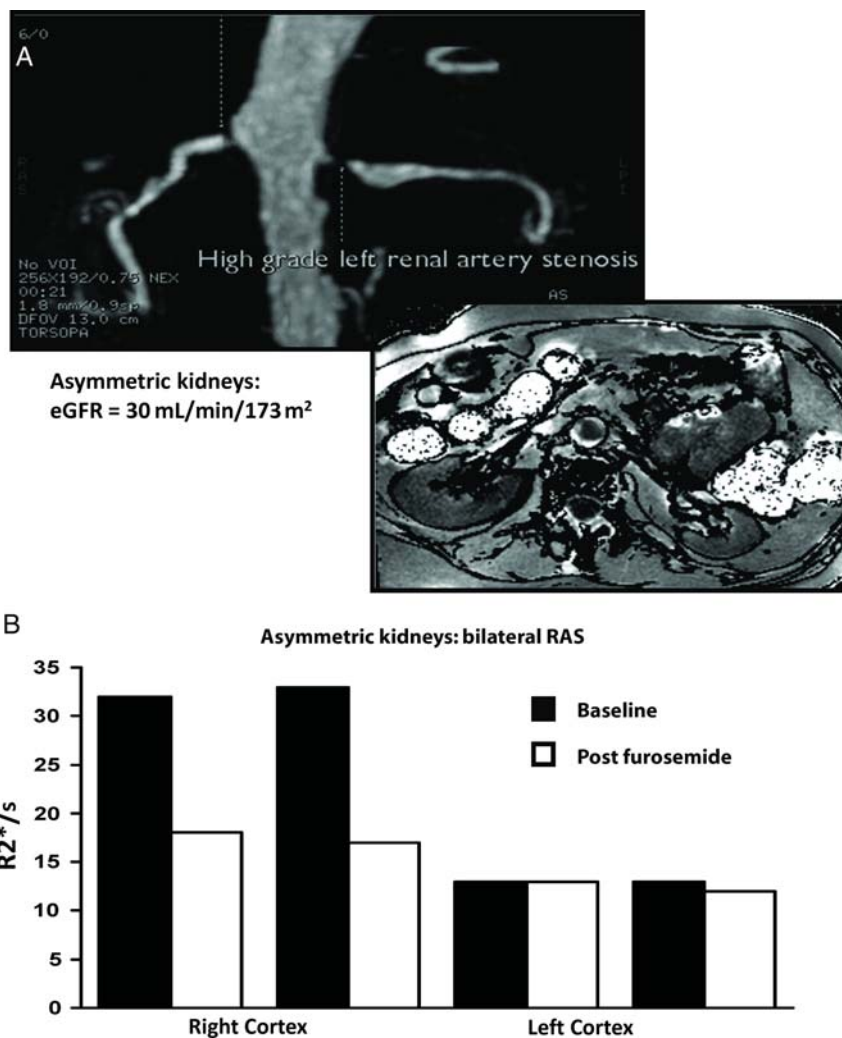 6/0
A
High grade left renal artery stenosis
No VOI
256X192/0.75 NEX
00:21
1.8 mm/0.9sp
DFOV 13.0 cm
TORSOPA
AS
Asymmetric kidneys:
eGFR = 30 mL/min/173 m²
B
Asymmetric kidneys: bilateral RAS
35
30
25
20
15
10
5
0
R2*/s
Baseline
Post furosemide
Right Cortex
Left Cortex